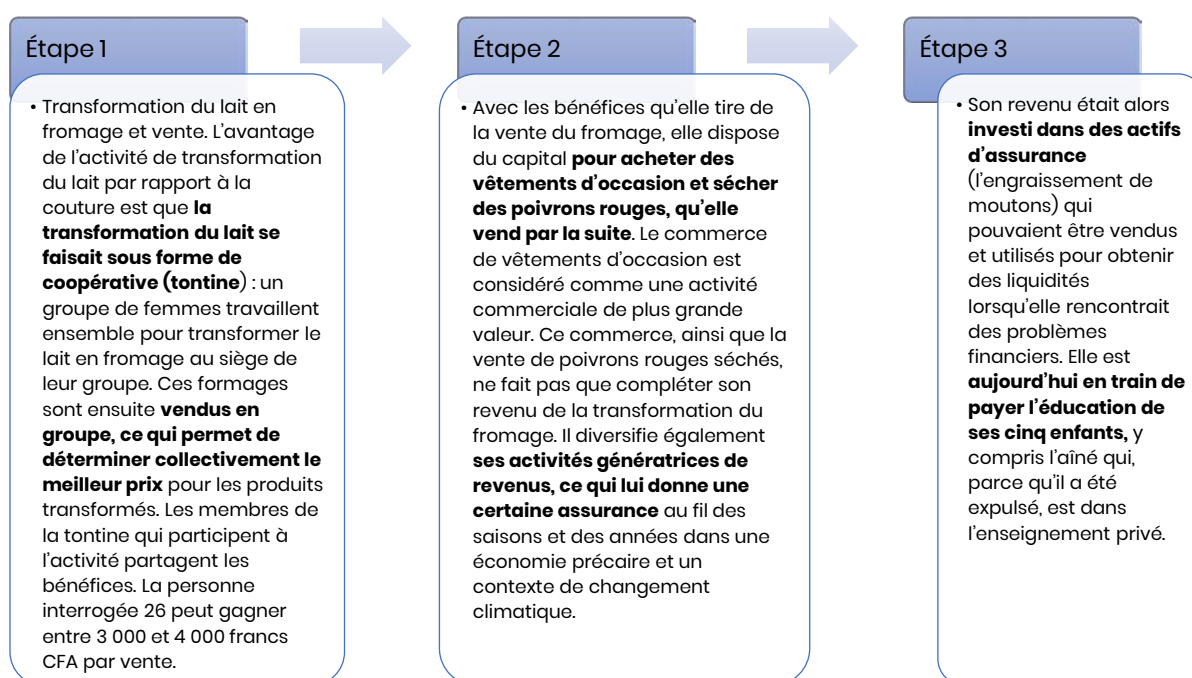 Étape 1
• Transformation du lait en
fromage et vente. L'avantage
de l'activité de transformation
du lait par rapport à la
couture est que la
transformation du lait se
faisait sous forme de
coopérative (tontine) : un
groupe de femmes travaillent
ensemble pour transformer le
lait en fromage au siège de
leur groupe. Ces formages
sont ensuite vendus en
groupe, ce qui permet de
déterminer collectivement le
meilleur prix pour les produits
transformés. Les membres de
la tontine qui participent à
l'activité partagent les
bénéfices. La personne
interrogée 26 peut gagner
entre 3 000 et 4 000 francs
CFA par vente.
Étape 2
• Avec les bénéfices qu'elle tire de
la vente du fromage, elle dispose
du capital pour acheter des
vêtements d'occasion et sécher
des poivrons rouges, qu'elle
vend par la suite. Le commerce
de vêtements d'occasion est
considéré comme une activité
commerciale de plus grande
valeur. Ce commerce, ainsi que la
vente de poivrons rouges séchés,
ne fait pas que compléter son
revenu de la transformation du
fromage. Il diversifie également
ses activités génératrices de
revenus, ce qui lui donne une
certaine assurance au fil des
saisons et des années dans une
économie précaire et un
contexte de changement
climatique.
Étape 3
• Son revenu était alors
investi dans des actifs
d'assurance
(l'engraissement de
moutons) qui
pouvaient être vendus
et utilisés pour obtenir
des liquidités
lorsqu'elle rencontrait
des problèmes
financiers. Elle est
aujourd'hui en train de
payer l'éducation de
ses cinq enfants, y
compris l'aîné qui,
parce qu'il a été
expulsé, est dans
l'enseignement privé.